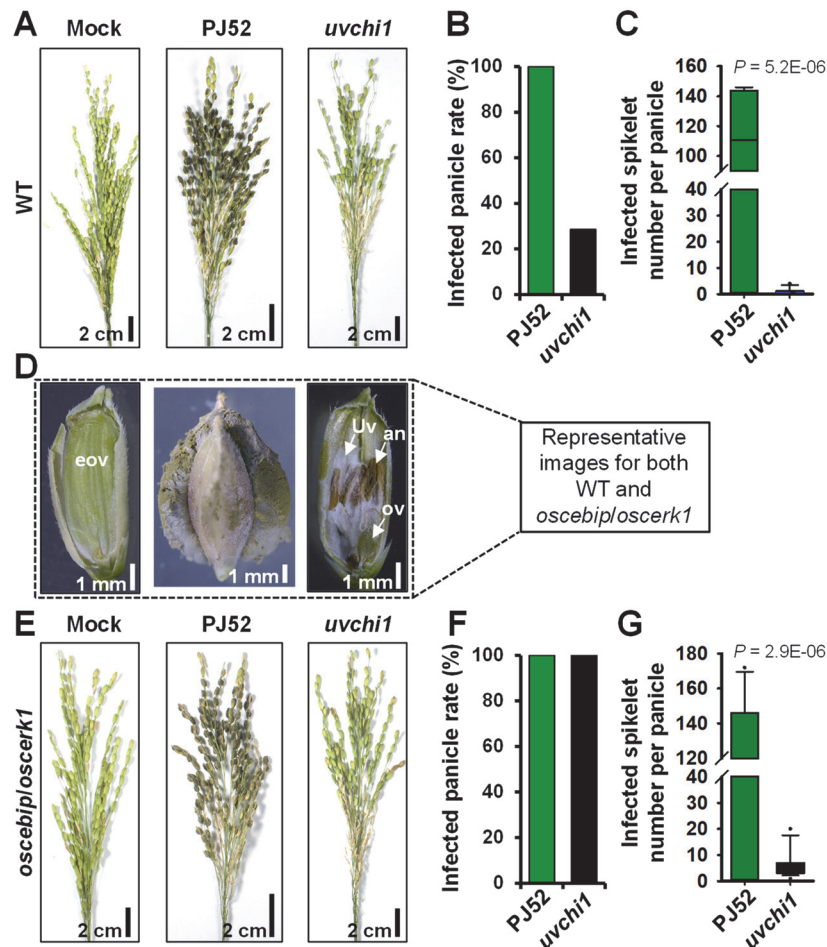 A
Mock
PJ52
uvchi1
WT
2 cm
2 cm
2 cm
B
Infected panicle rate (%)
100
80
60
40
20
0
PJ52
uvchi1
C
P = 5.2E-06
Infected spikelet
number per panicle
160
140
120
100
40
30
20
10
0
PJ52
uvchi1
D
eov
1 mm
1 mm
Uv
an
ov
1 mm
Representative
images for both
WT and
oscebip/oscerk1
E
Mock
PJ52
uvchi1
oscebip/oscerk1
2 cm
2 cm
2 cm
F
Infected panicle rate (%)
100
80
60
40
20
0
PJ52
uvchi1
G
P = 2.9E-06
Infected spikelet
number per panicle
180
160
140
120
40
30
20
10
0
PJ52
uvchi1